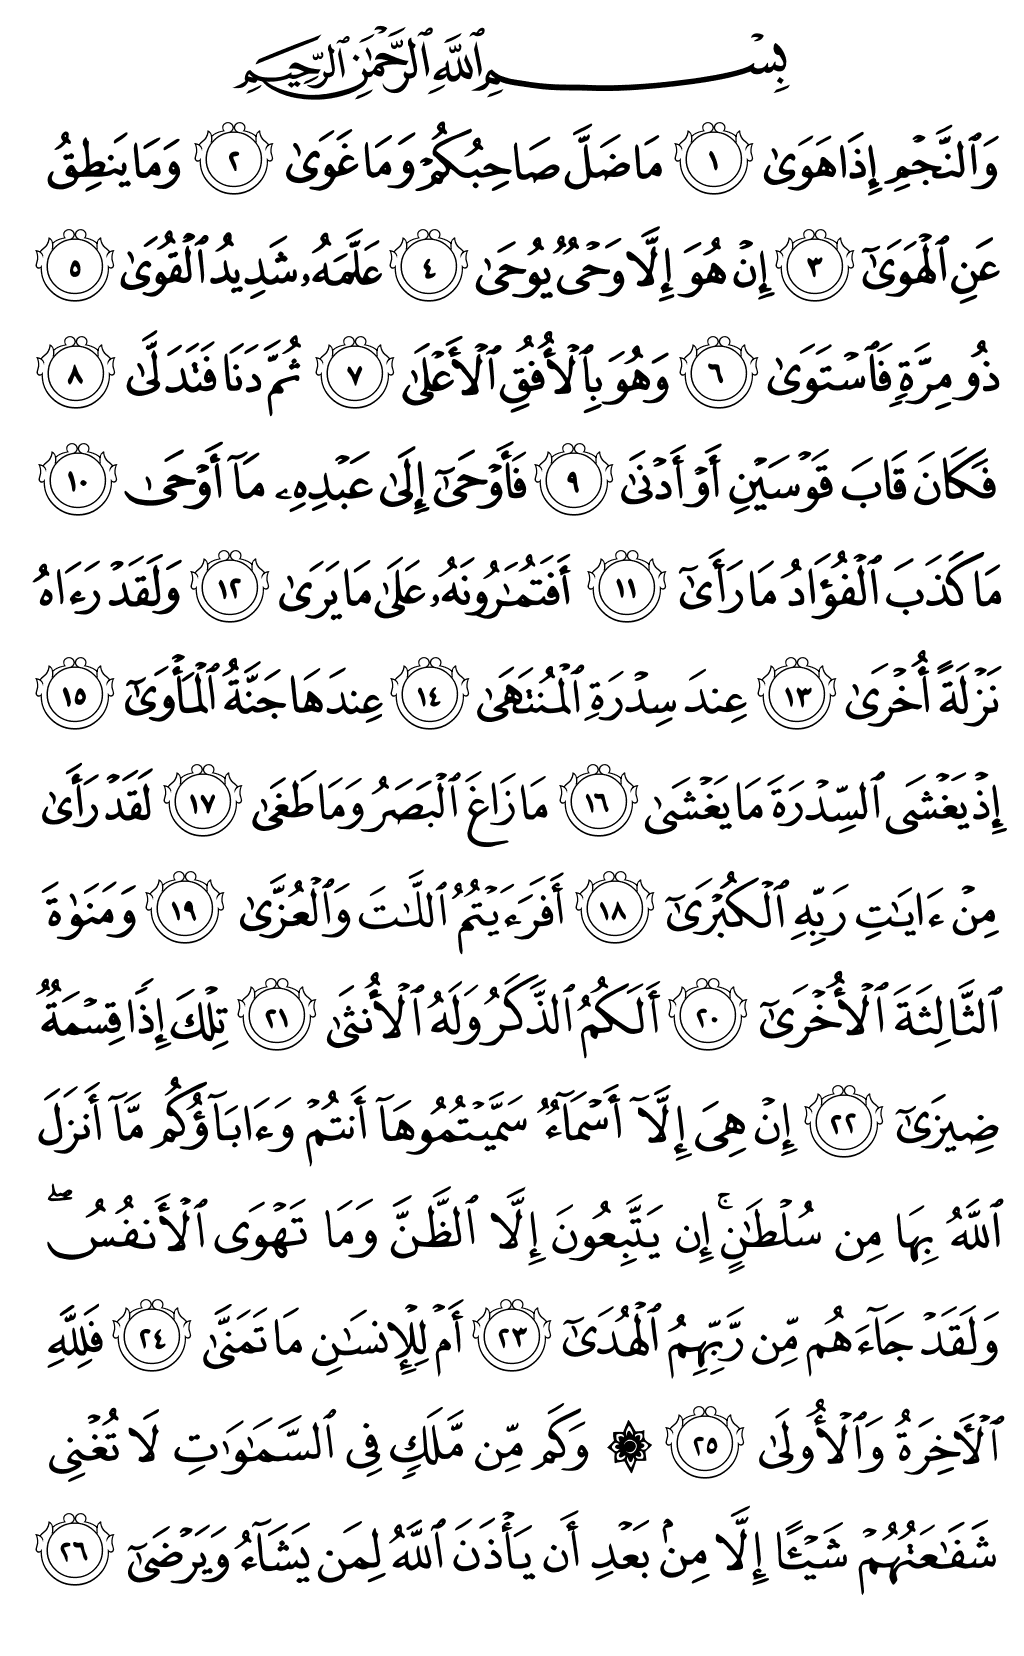 بِسْمِ ٱللَّهِ ٱلرَّحْمَٰنِ ٱلرَّحِيمِ
وَٱلنَّجْمِ إِذَا هَوَىٰ ١ مَا ضَلَّ صَاحِبُكُمْ وَمَا غَوَىٰ ٢ وَمَا يَنطِقُ
عَنِ ٱلْهَوَىٰٓ ٣ إِنْ هُوَ إِلَّا وَحْىٌ يُوحَىٰ ٤ عَلَّمَهُۥ شَدِيدُ ٱلْقُوَىٰ ٥
ذُو مِرَّةٍ فَٱسْتَوَىٰ ٦ وَهُوَ بِٱلْأُفُقِ ٱلْأَعْلَىٰ ٧ ثُمَّ دَنَا فَتَدَلَّىٰ ٨
فَكَانَ قَابَ قَوْسَيْنِ أَوْ أَدْنَىٰ ٩ فَأَوْحَىٰٓ إِلَىٰ عَبْدِهِۦ مَآ أَوْحَىٰ ١٠
مَا كَذَبَ ٱلْفُؤَادُ مَا رَأَىٰٓ ١١ أَفَتُمَٰرُونَهُۥ عَلَىٰ مَا يَرَىٰ ١٢ وَلَقَدْ رَءَاهُ
نَزْلَةً أُخْرَىٰ ١٣ عِندَ سِدْرَةِ ٱلْمُنتَهَىٰ ١٤ عِندَهَا جَنَّةُ ٱلْمَأْوَىٰٓ ١٥
إِذْ يَغْشَى ٱلسِّدْرَةَ مَا يَغْشَىٰ ١٦ مَا زَاغَ ٱلْبَصَرُ وَمَا طَغَىٰ ١٧ لَقَدْ رَأَىٰ
مِنْ ءَايَٰتِ رَبِّهِ ٱلْكُبْرَىٰٓ ١٨ أَفَرَءَيْتُمُ ٱللَّٰتَ وَٱلْعُزَّىٰ ١٩ وَمَنَوٰةَ
ٱلثَّالِثَةَ ٱلْأُخْرَىٰٓ ٢٠ أَلَكُمُ ٱلذَّكَرُ وَلَهُ ٱلْأُنثَىٰ ٢١ تِلْكَ إِذًا قِسْمَةٌ
ضِيزَىٰٓ ٢٢ إِنْ هِىَ إِلَّآ أَسْمَآءٌ سَمَّيْتُمُوهَآ أَنتُمْ وَءَابَآؤُكُم مَّآ أَنزَلَ
ٱللَّهُ بِهَا مِن سُلْطَٰنٍ ۚ إِن يَتَّبِعُونَ إِلَّا ٱلظَّنَّ وَمَا تَهْوَى ٱلْأَنفُسُ ۖ
وَلَقَدْ جَآءَهُم مِّن رَّبِّهِمُ ٱلْهُدَىٰٓ ٢٣ أَمْ لِلْإِنسَٰنِ مَا تَمَنَّىٰ ٢٤ فَلِلَّهِ
ٱلْـَٔاخِرَةُ وَٱلْأُولَىٰ ٢٥ ۞ وَكَم مِّن مَّلَكٍ فِى ٱلسَّمَٰوَٰتِ لَا تُغْنِى
شَفَٰعَتُهُمْ شَيْـًٔا إِلَّا مِنۢ بَعْدِ أَن يَأْذَنَ ٱللَّهُ لِمَن يَشَآءُ وَيَرْضَىٰٓ ٢٦